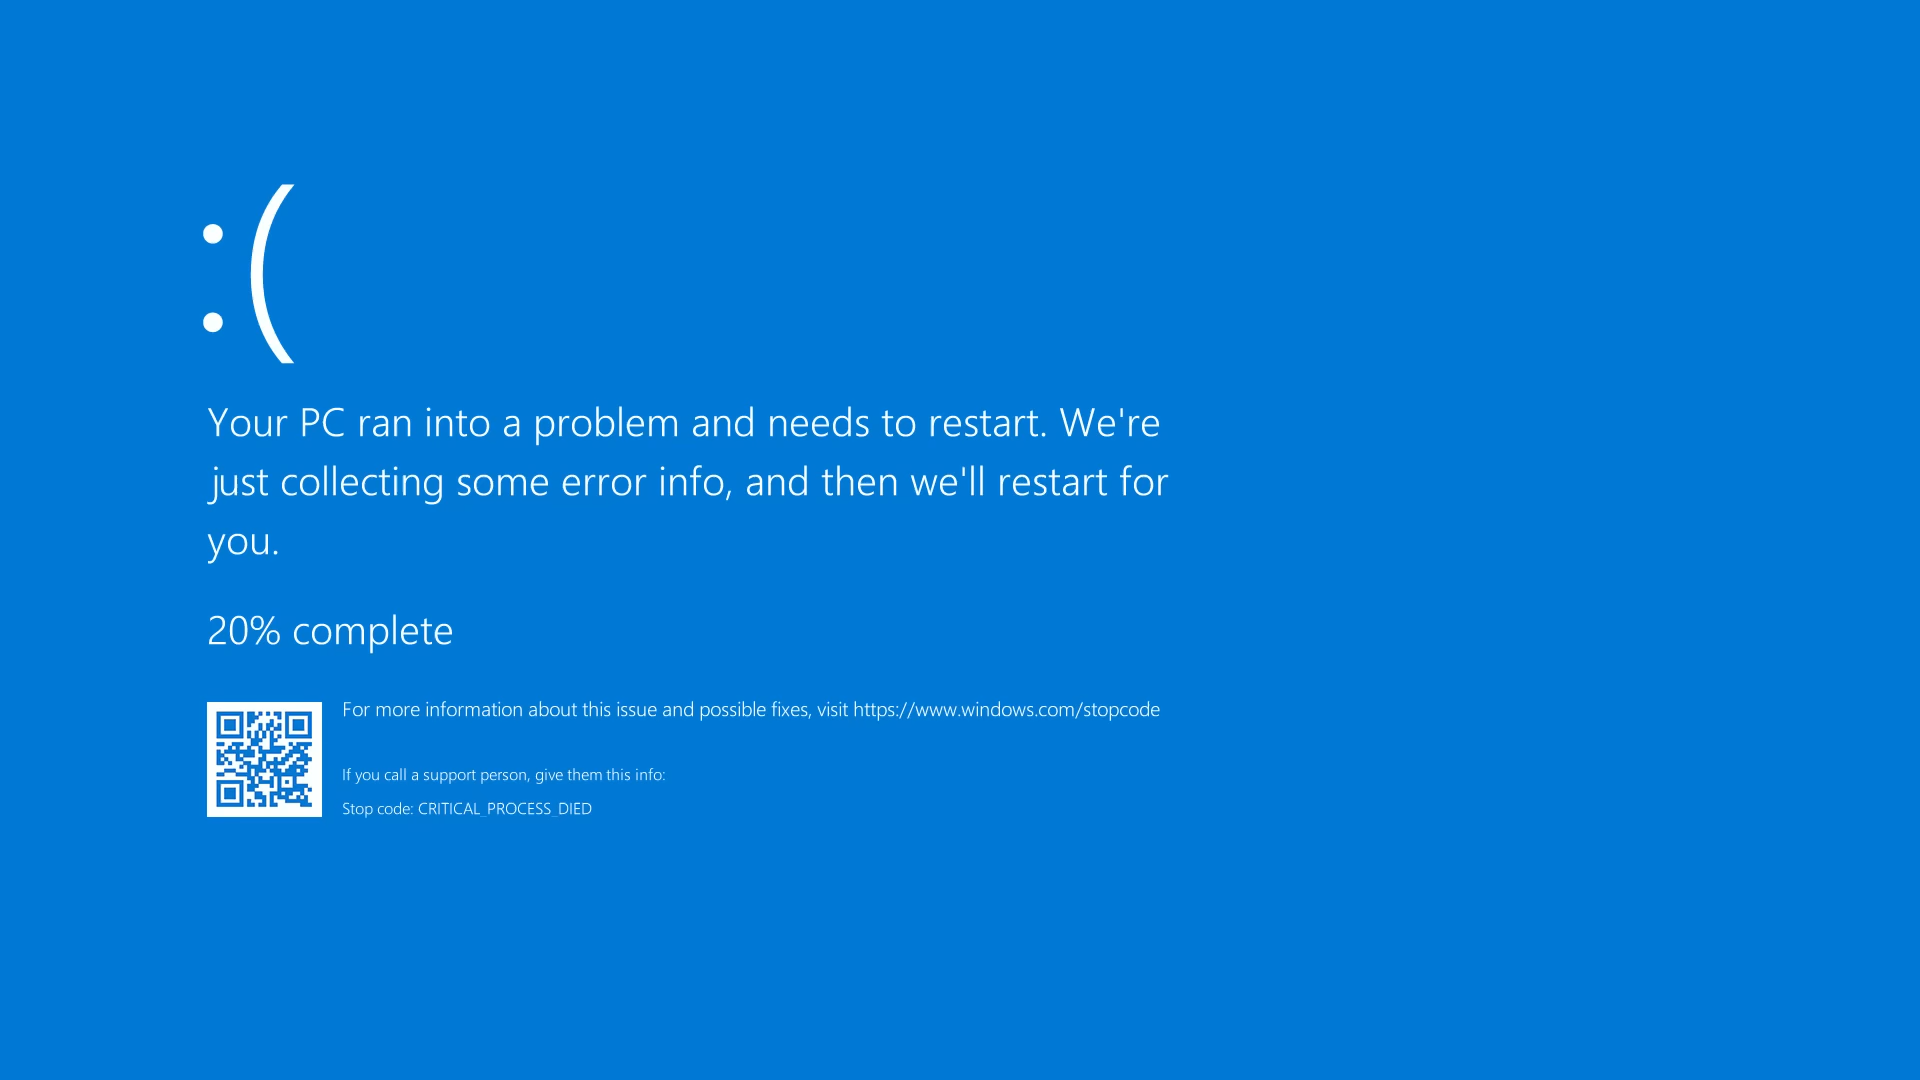 :(
Your PC ran into a problem and needs to restart. We're
just collecting some error info, and then we'll restart for
you.
20% complete
For more information about this issue and possible fixes, visit https://www.windows.com/stopcode
If you call a support person, give them this info:
Stop code: CRITICAL_PROCESS_DIED